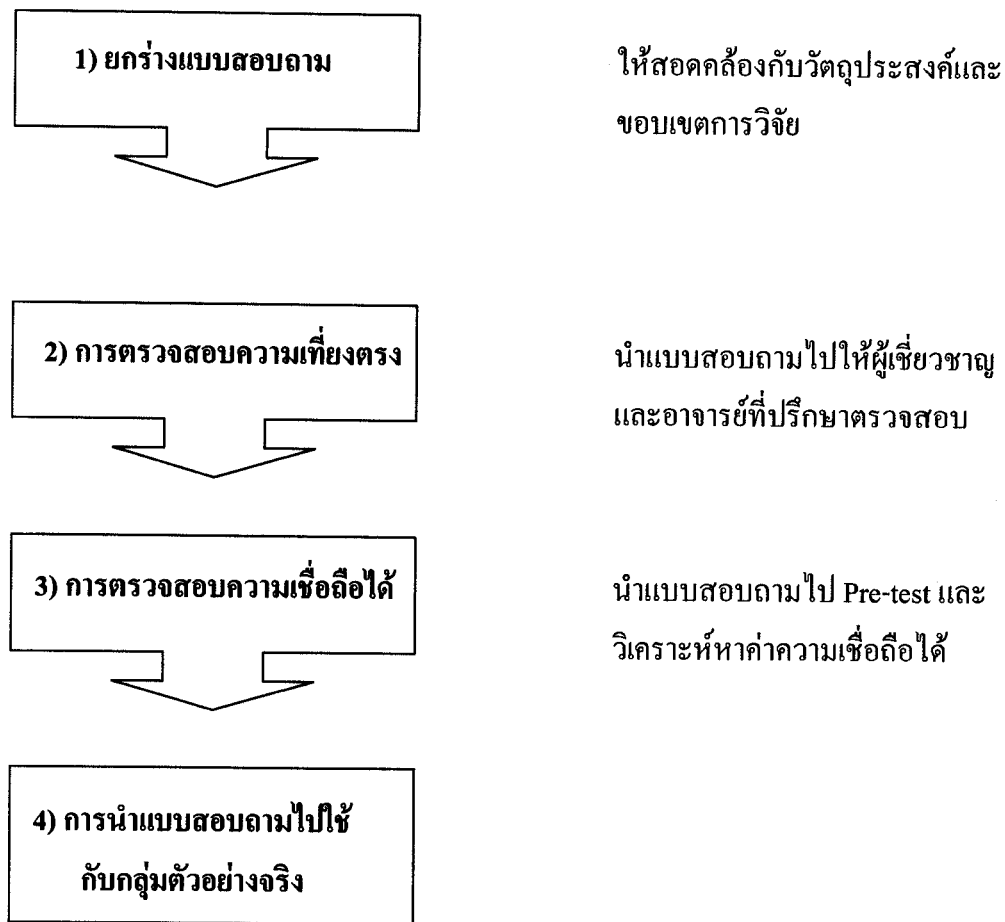 1) ยกร่างแบบสอบถาม
ให้สอดคล้องกับวัตถุประสงค์และ
ขอบเขตการวิจัย
2) การตรวจสอบความเที่ยงตรง
นำแบบสอบถามไปให้ผู้เชี่ยวชาญ
และอาจารย์ที่ปรึกษาตรวจสอบ
3) การตรวจสอบความเชื่อถือได้
นำแบบสอบถามไป Pre-test และ
วิเคราะห์หาค่าความเชื่อถือได้
4) การนำแบบสอบถามไปใช้
กับกลุ่มตัวอย่างจริง